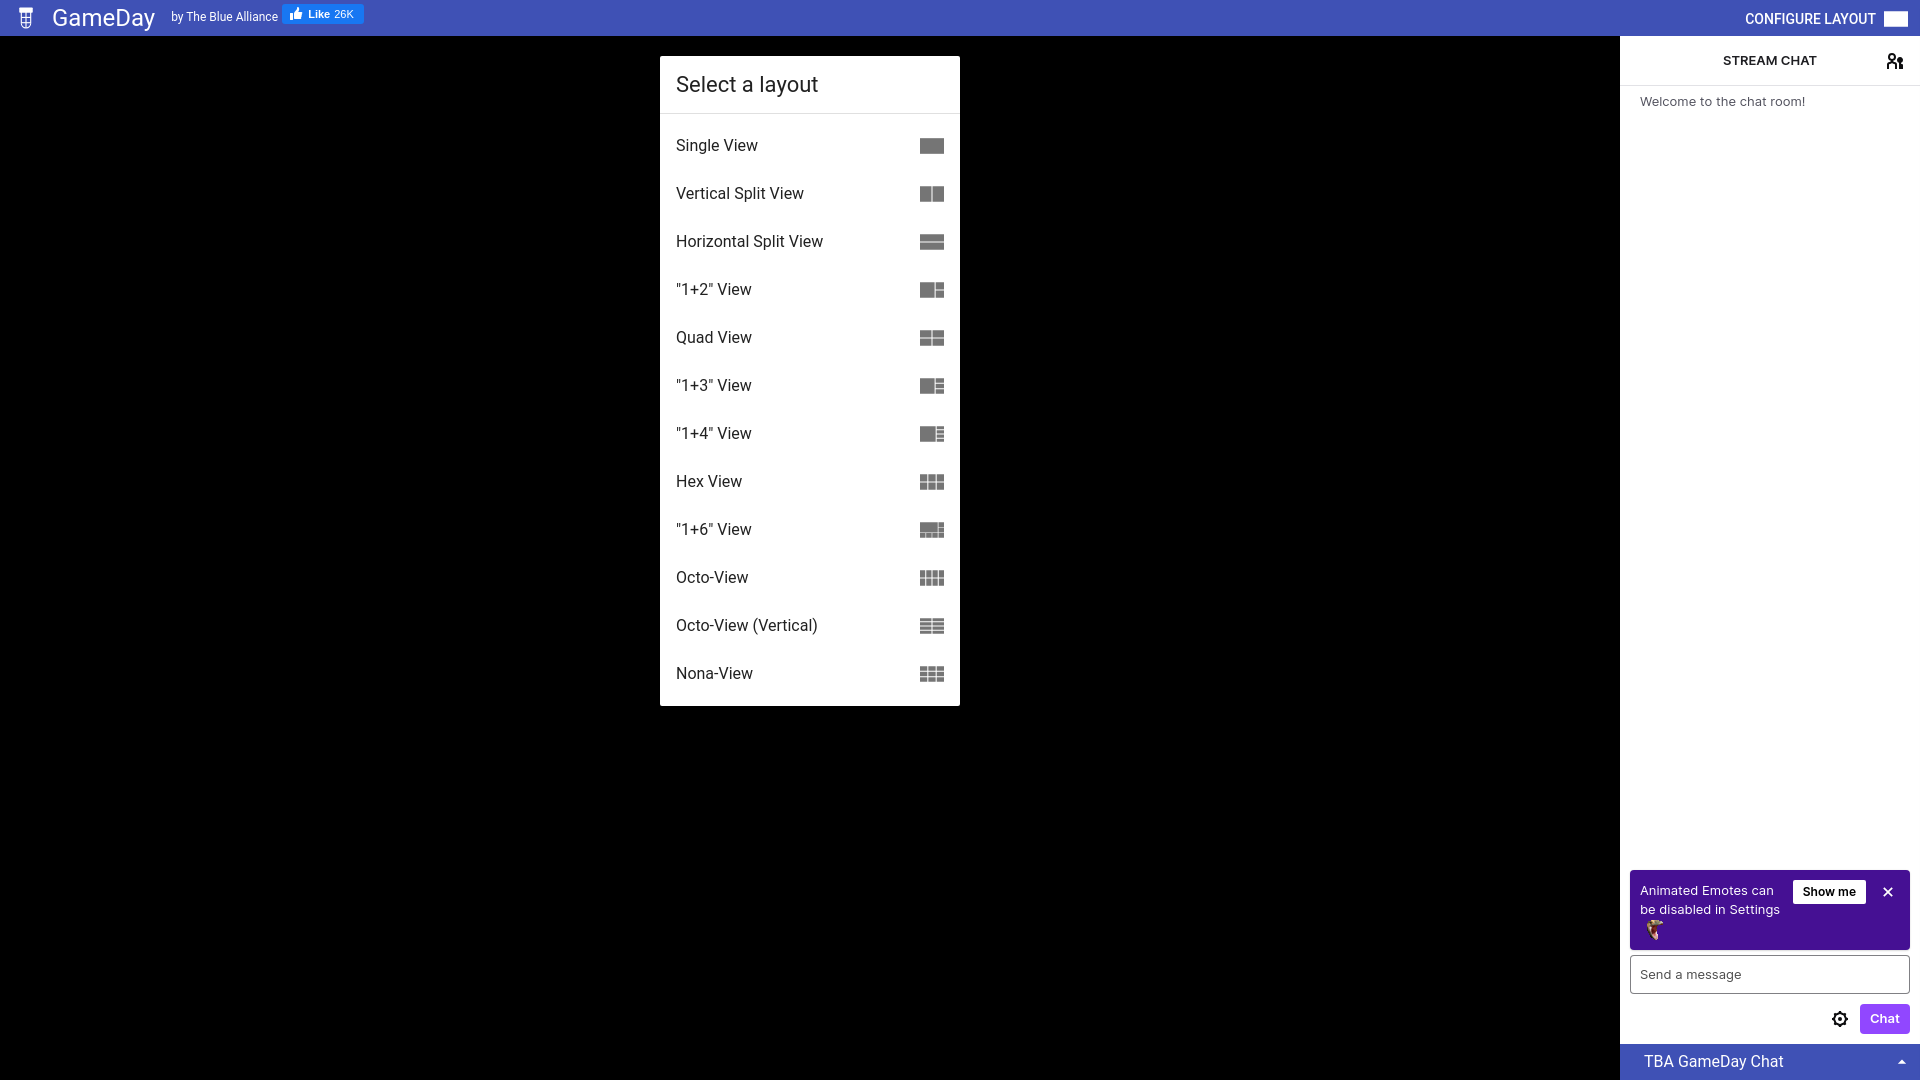 GameDay by The Blue Alliance Like 26K CONFIGURE LAYOUT
Select a layout
Single View
Vertical Split View
Horizontal Split View
"1+2" View
Quad View
"1+3" View
"1+4" View
Hex View
"1+6" View
Octo-View
Octo-View (Vertical)
Nona-View
STREAM CHAT
Welcome to the chat room!
Animated Emotes can
be disabled in Settings
Show me
Send a message
Chat
TBA GameDay Chat